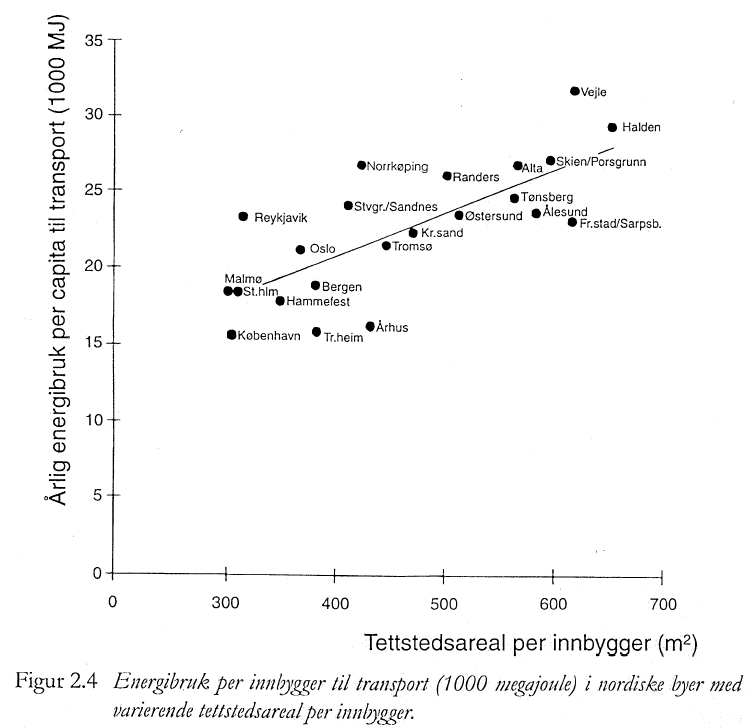 Årlig energibruk per capita til transport (1000 MJ)
35
30
25
20
15
10
5
0
Vejle
Halden
Norrkøping
Randers
Alta
Skien/Porsgrunn
Stvgr./Sandnes
Tønsberg
Reykjavik
Østersund
Ålesund
Fr.stad/Sarpsb.
Kr.sand
Oslo
Tromsø
Malmø
St.hlm
Bergen
Hammefest
København
Tr.heim
Århus
0 300 400 500 600 700
Tettstedsareal per innbygger (m²)
Figur 2.4 Energibruk per innbygger til transport (1000 megajoule) i nordiske byer med
varierende tettstedsareal per innbygger.